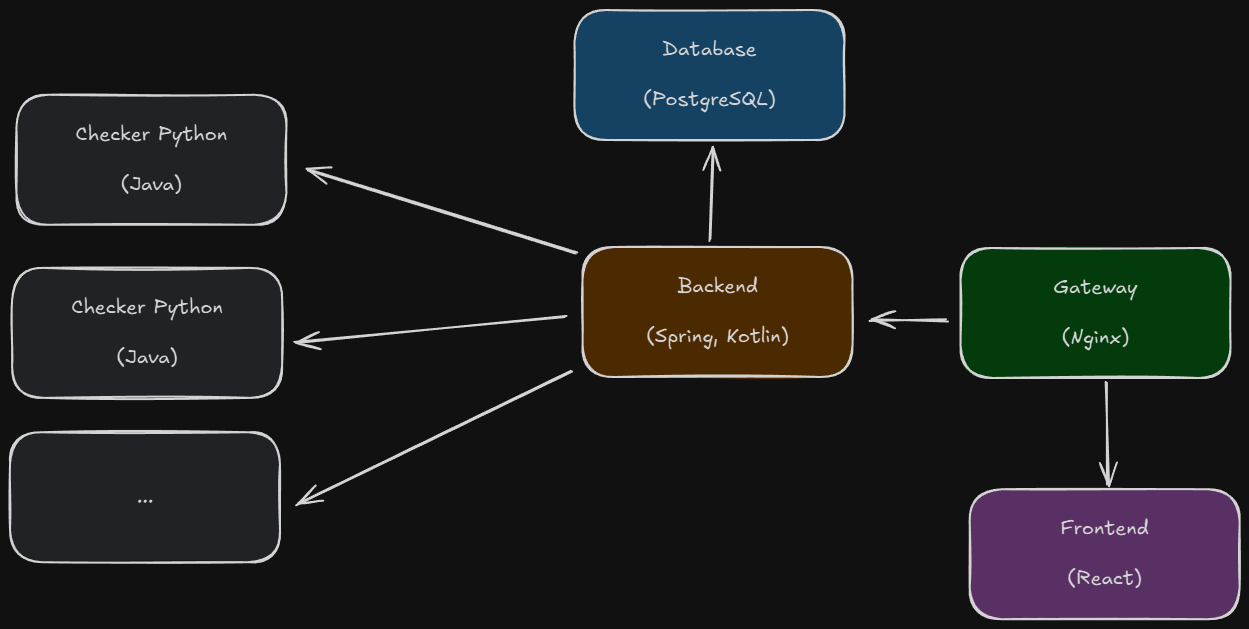 Database
(PostgreSQL)
Checker Python
(Java)
Backend
(Spring, Kotlin)
Gateway
(Nginx)
Checker Python
(Java)
...
Frontend
(React)